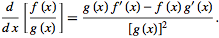 d/dx [f(x)/g(x)] = (g(x) f′(x) − f(x) g′(x))/[g(x)]².